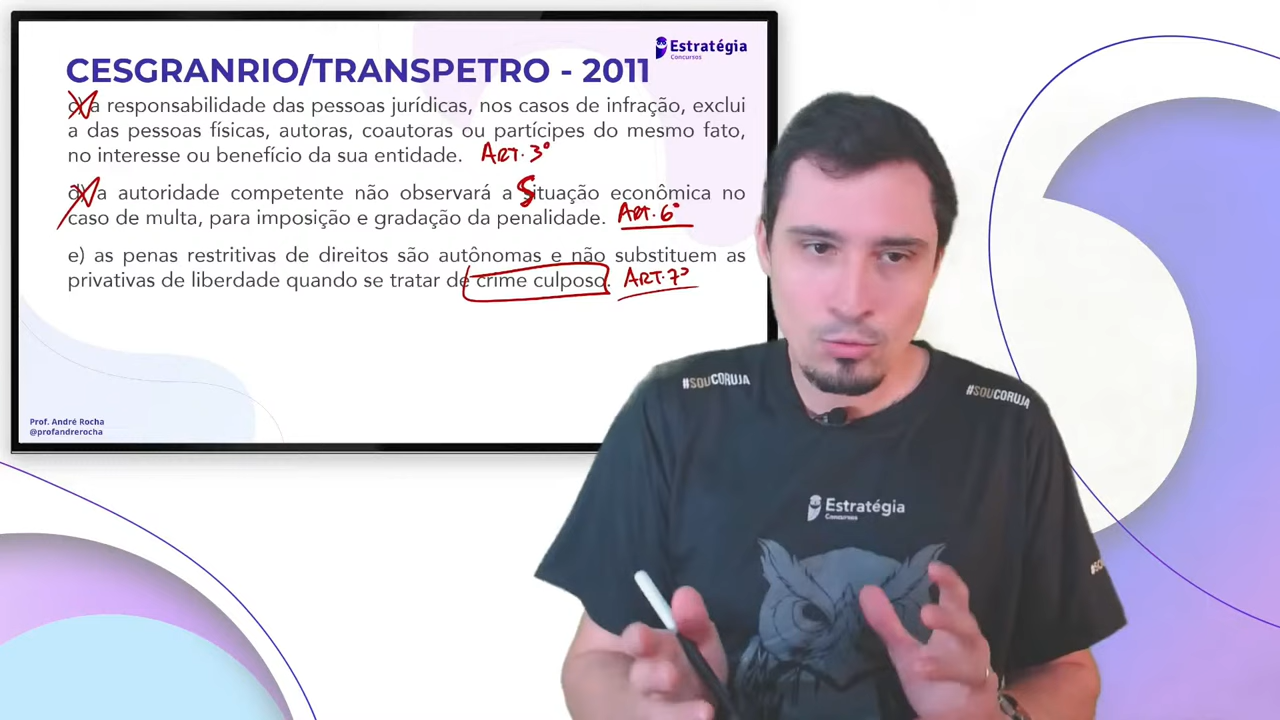 Estratégia
Concursos
CESGRANRIO/TRANSPETRO - 2011
a responsabilidade das pessoas jurídicas, nos casos de infração, exclui
a das pessoas físicas, autoras, coautoras ou partícipes do mesmo fato,
no interesse ou benefício da sua entidade. ART. 3º
a autoridade competente não observará a Situação econômica no
caso de multa, para imposição e gradação da penalidade. ART. 6º
e) as penas restritivas de direitos são autônomas e não substituem as
privativas de liberdade quando se tratar de crime culposo. ART. 7º
Prof. André Rocha
@profandrerocha
#SOUCORUJA
#SOUCORUJA
Estratégia
Concursos